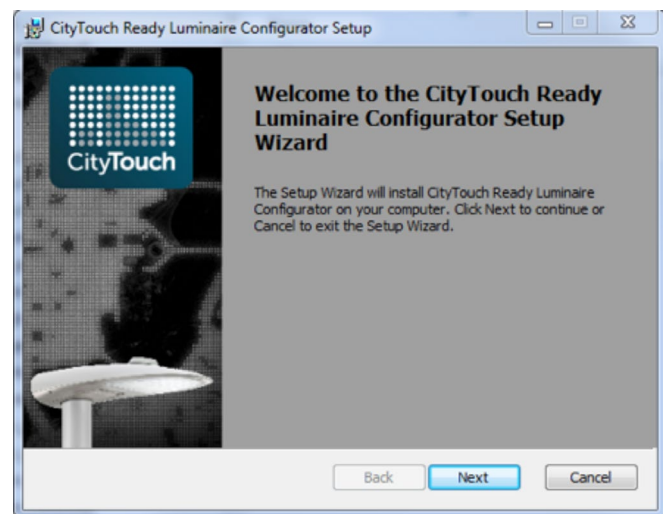 CityTouch Ready Luminaire Configurator Setup
CityTouch
Welcome to the CityTouch Ready
Luminaire Configurator Setup
Wizard
The Setup Wizard will install CityTouch Ready Luminaire
Configurator on your computer. Click Next to continue or
Cancel to exit the Setup Wizard.
Back Next Cancel